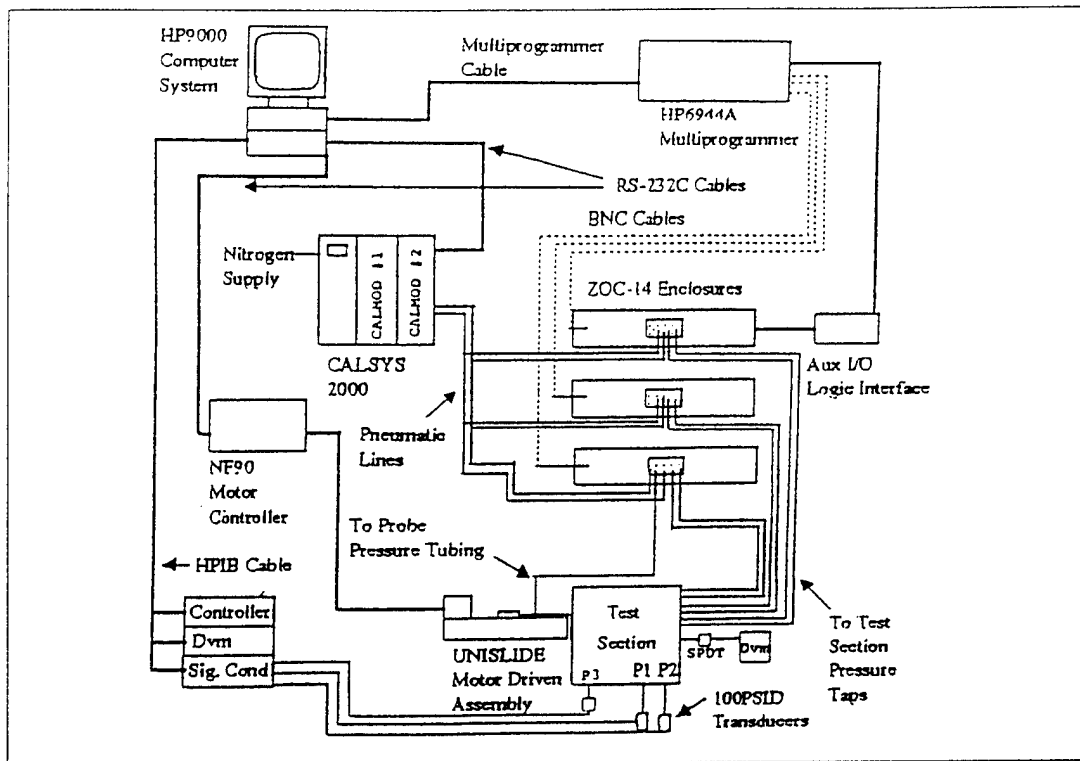 HP9000
Computer
System
Multiprogrammer
Cable
HP6944A
Multiprogrammer
RS-232C Cables
BNC Cables
Nitrogen
Supply
CALMOD #1
CALMOD #2
CALSYS
2000
ZOC-14 Enclosures
Aux I/O
Logic Interface
Pneumatic
Lines
NF90
Motor
Controller
To Probe
Pressure Tubing
HPIB Cable
Controller
Dvm
Sig. Cond
UNISLIDE
Motor Driven
Assembly
Test
Section
P3
P1
P2
SPDT
Dvm
To Test
Section
Pressure
Taps
100PSID
Transducers